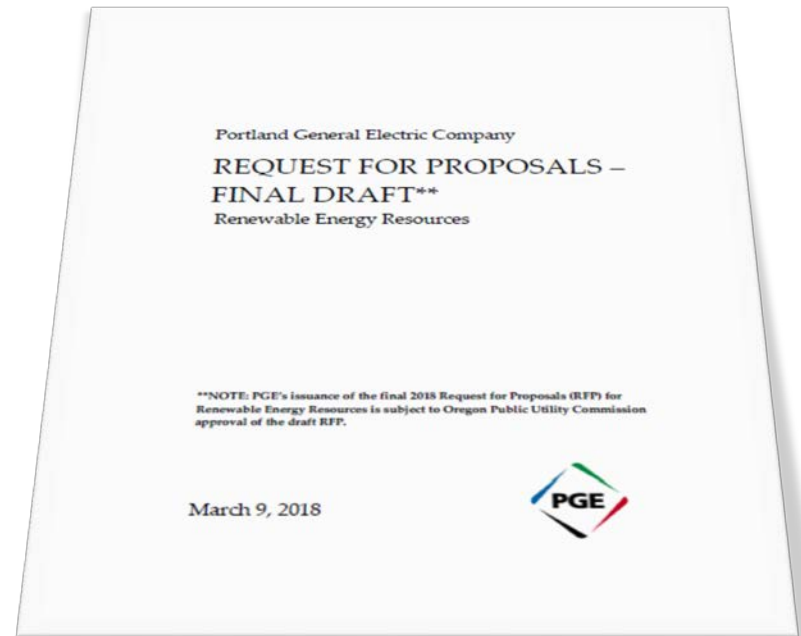 Portland General Electric Company
REQUEST FOR PROPOSALS –
FINAL DRAFT**
Renewable Energy Resources
**NOTE: PGE's issuance of the final 2018 Request for Proposals (RFP) for
Renewable Energy Resources is subject to Oregon Public Utility Commission
approval of the draft RFP.
March 9, 2018
PGE